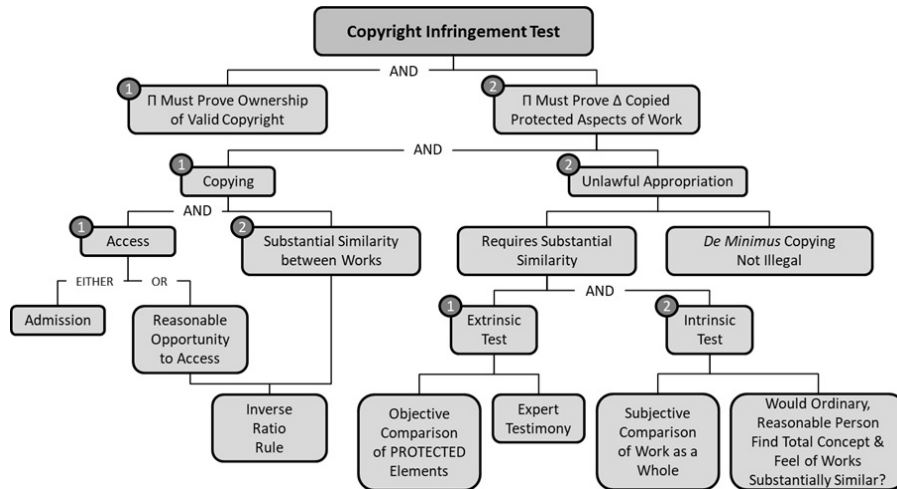 Copyright Infringement Test
AND
1
Π Must Prove Ownership
of Valid Copyright
2
Π Must Prove Δ Copied
Protected Aspects of Work
AND
1
Copying
2
Unlawful Appropriation
AND
1
Access
2
Substantial Similarity
between Works
Requires Substantial
Similarity
De Minimus Copying
Not Illegal
EITHER
OR
AND
Admission
Reasonable
Opportunity
to Access
1
Extrinsic
Test
2
Intrinsic
Test
Inverse
Ratio
Rule
Objective
Comparison
of PROTECTED
Elements
Expert
Testimony
Subjective
Comparison
of Work as a
Whole
Would Ordinary,
Reasonable Person
Find Total Concept &
Feel of Works
Substantially Similar?